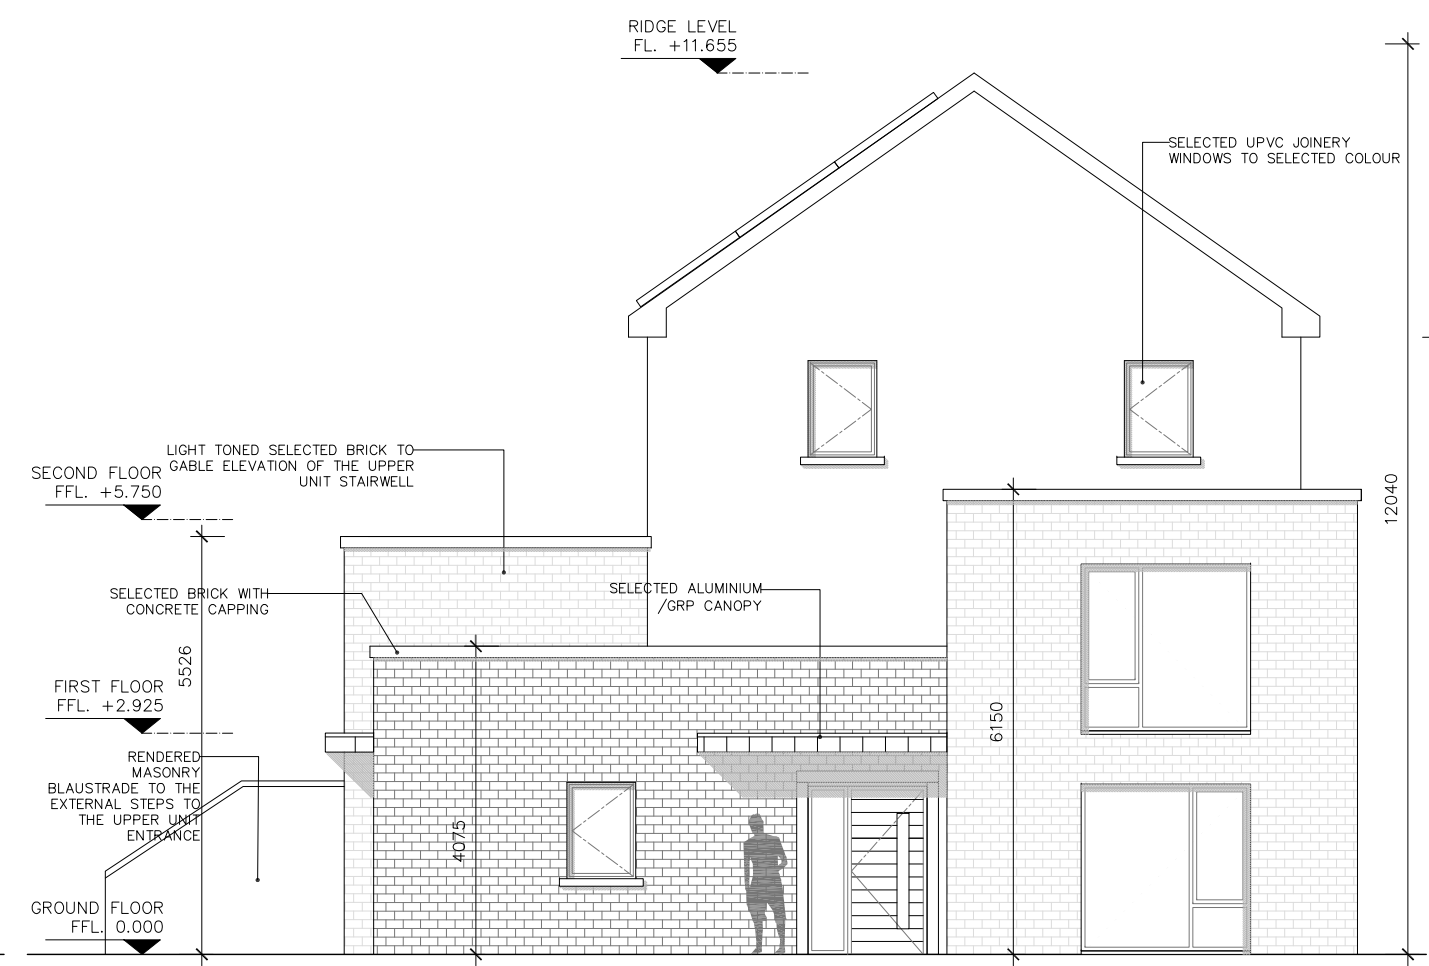 RIDGE LEVEL
FL. +11.655
SELECTED UPVC JOINERY
WINDOWS TO SELECTED COLOUR
LIGHT TONED SELECTED BRICK TO
GABLE ELEVATION OF THE UPPER
UNIT STAIRWELL
SECOND FLOOR
FFL. +5.750
12040
SELECTED BRICK WITH
CONCRETE CAPPING
SELECTED ALUMINIUM
/GRP CANOPY
5526
FIRST FLOOR
FFL. +2.925
6150
RENDERED
MASONRY
BLAUSTRADE TO THE
EXTERNAL STEPS TO
THE UPPER UNIT
ENTRANCE
4075
GROUND FLOOR
FFL. 0.000